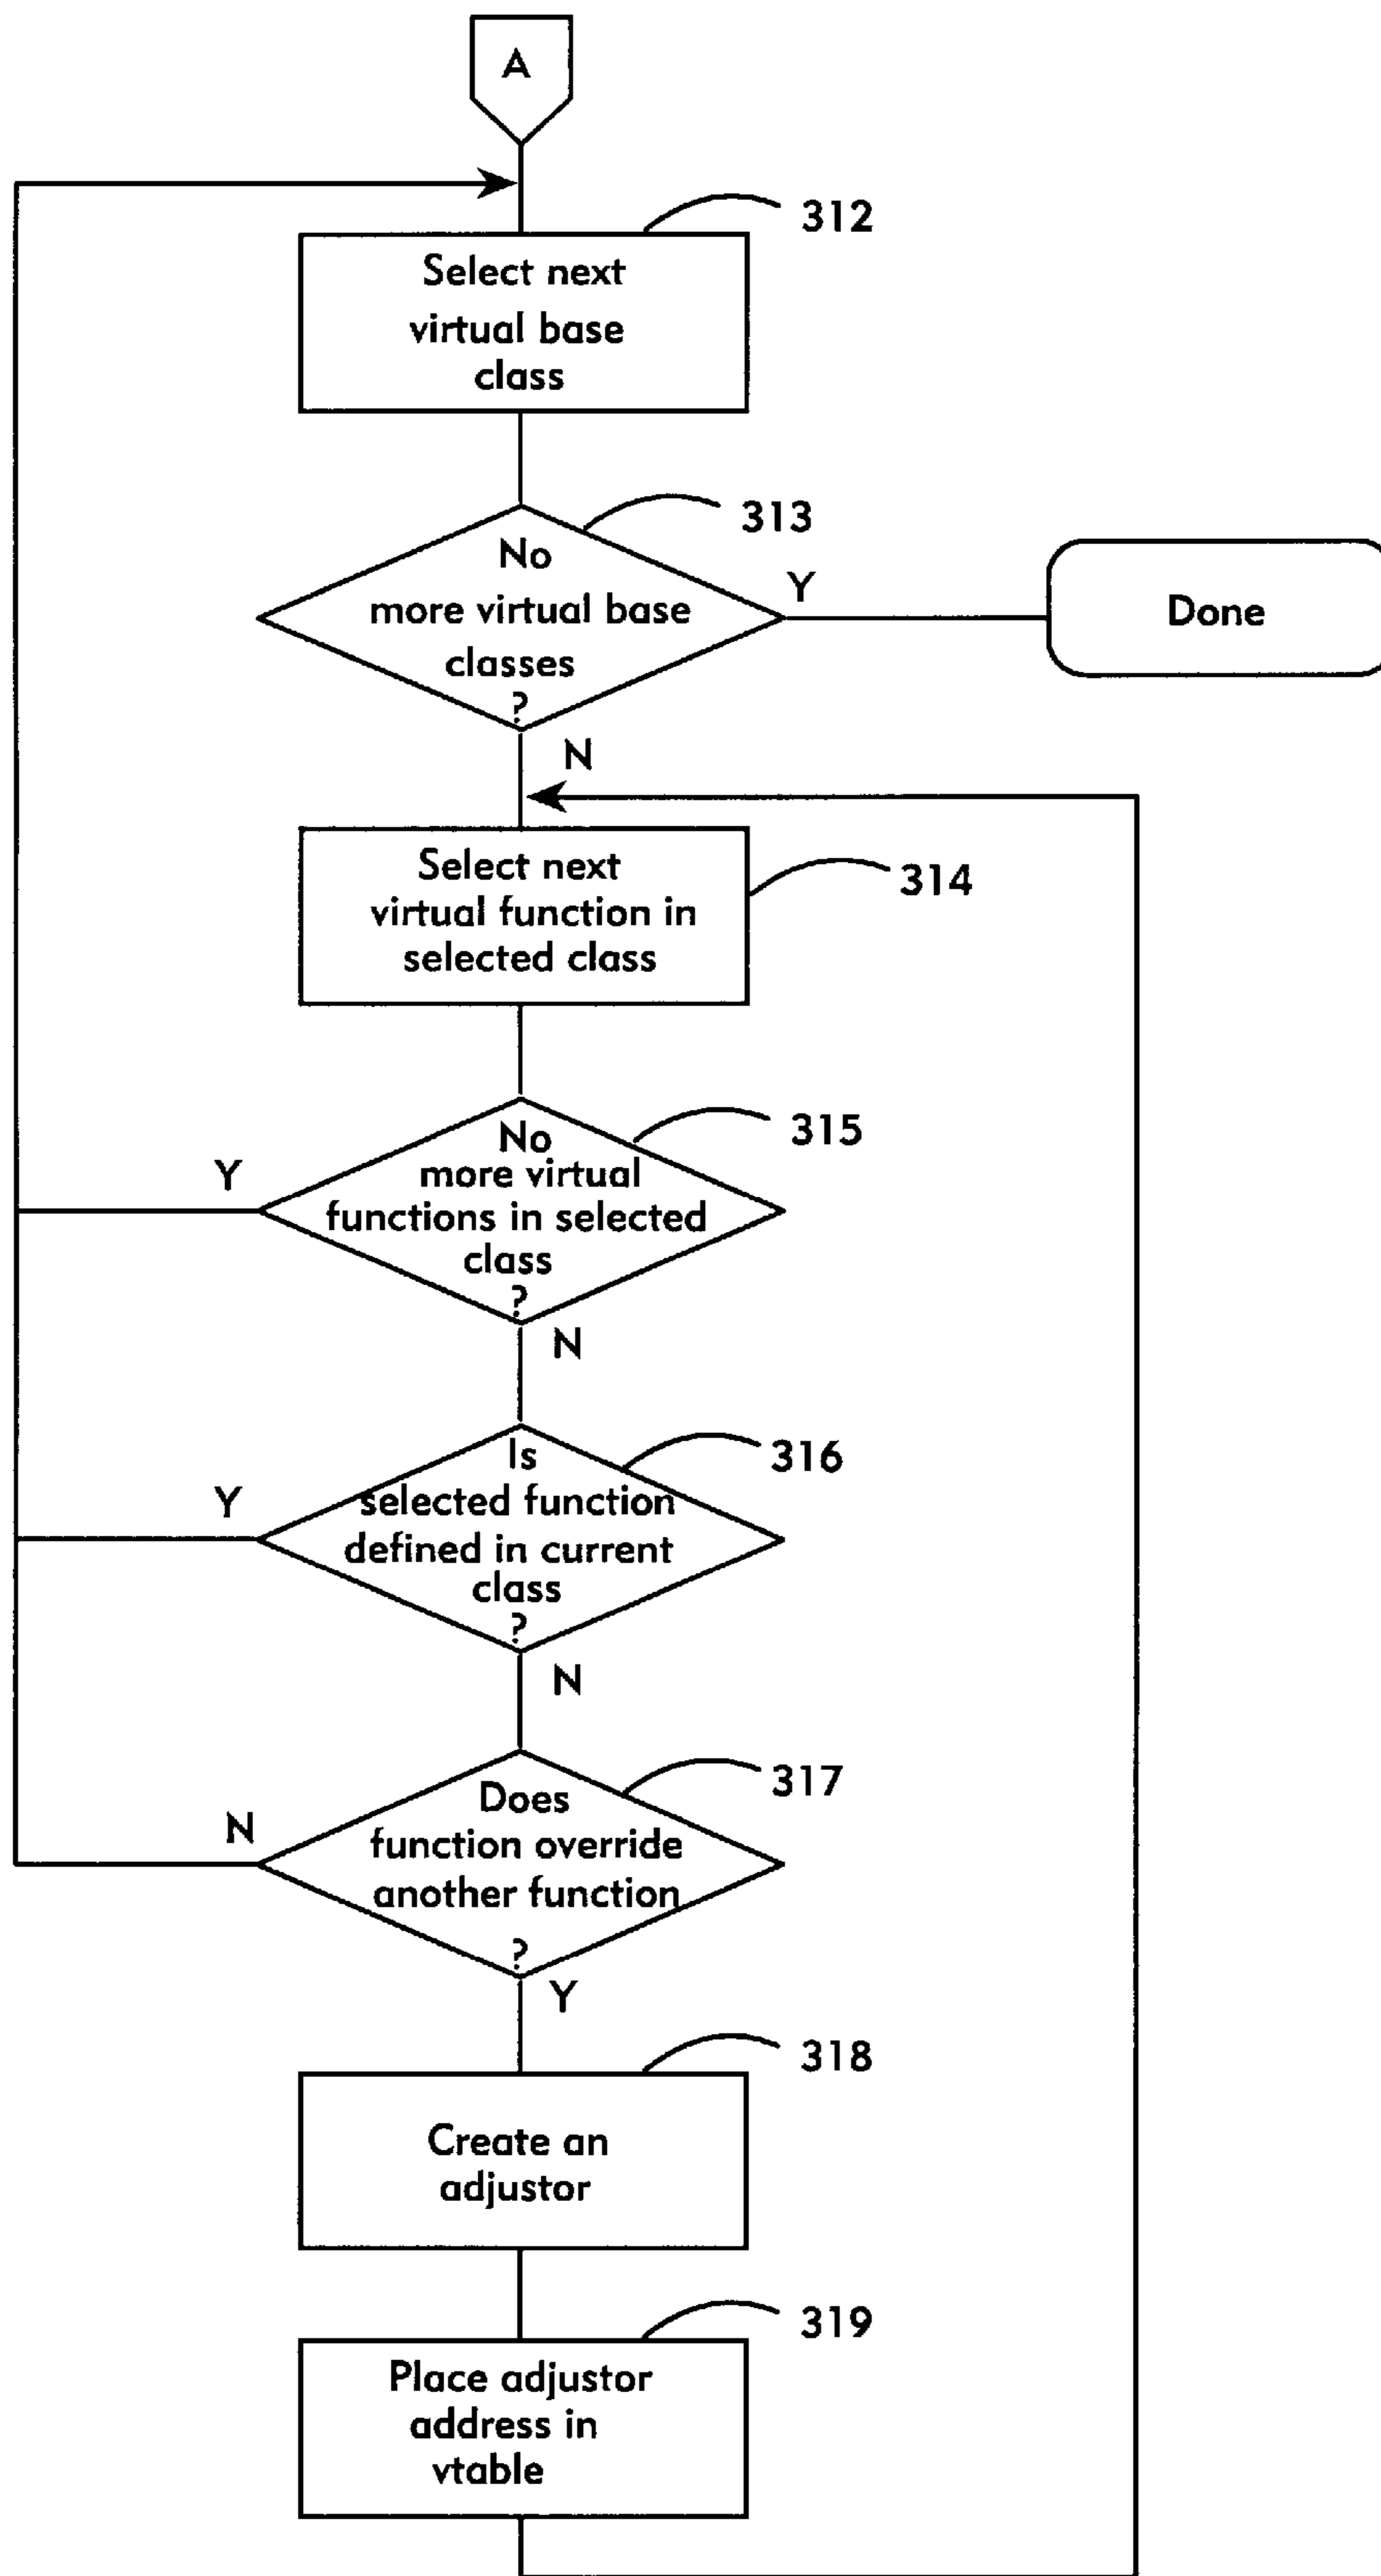 A
312
Select next
virtual base
class
313
No
more virtual base
classes
?
Y
Done
N
Select next
virtual function in
selected class
314
315
No
more virtual
functions in selected
class
?
Y
N
316
Is
selected function
defined in current
class
?
Y
N
317
Does
function override
another function
?
N
Y
318
Create an
adjustor
319
Place adjustor
address in
vtable